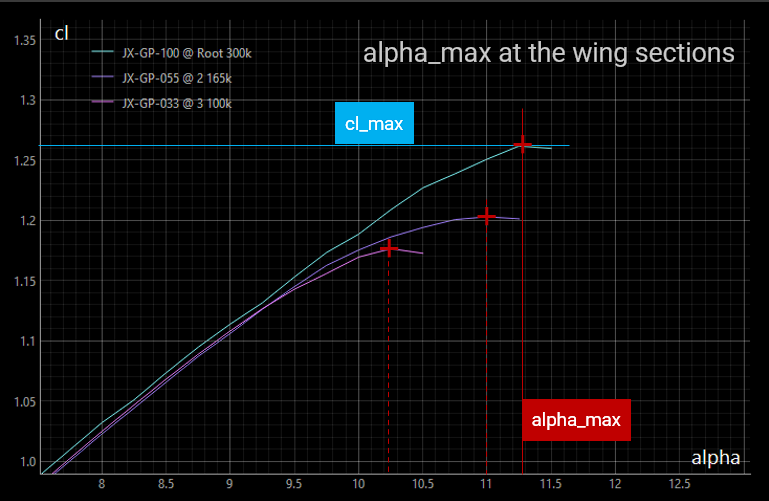 cl
alpha_max at the wing sections
JX-GP-100 @ Root 300k
JX-GP-055 @ 2 165k
JX-GP-033 @ 3 100k
cl_max
1.35
1.3
1.25
1.2
1.15
1.1
1.05
1.0
alpha_max
alpha
8
8.5
9
9.5
10
10.5
11
11.5
12
12.5